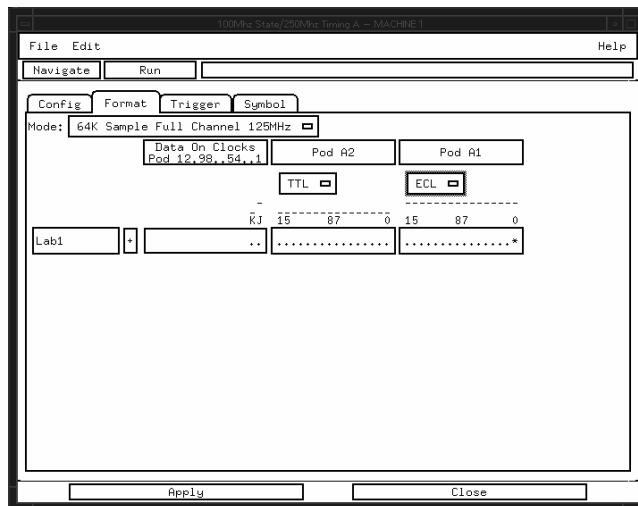 100Mhz State/250Mhz Timing A – MACHINE 1
File Edit Help
Navigate Run
Config Format Trigger Symbol
Mode: 64K Sample Full Channel 125MHz
Data On Clocks
Pod 12,98..54..1
Pod A2
Pod A1
TTL
ECL
KJ 15 87 0 15 87 0
Lab1 + .. ................ ...............*
Apply Close